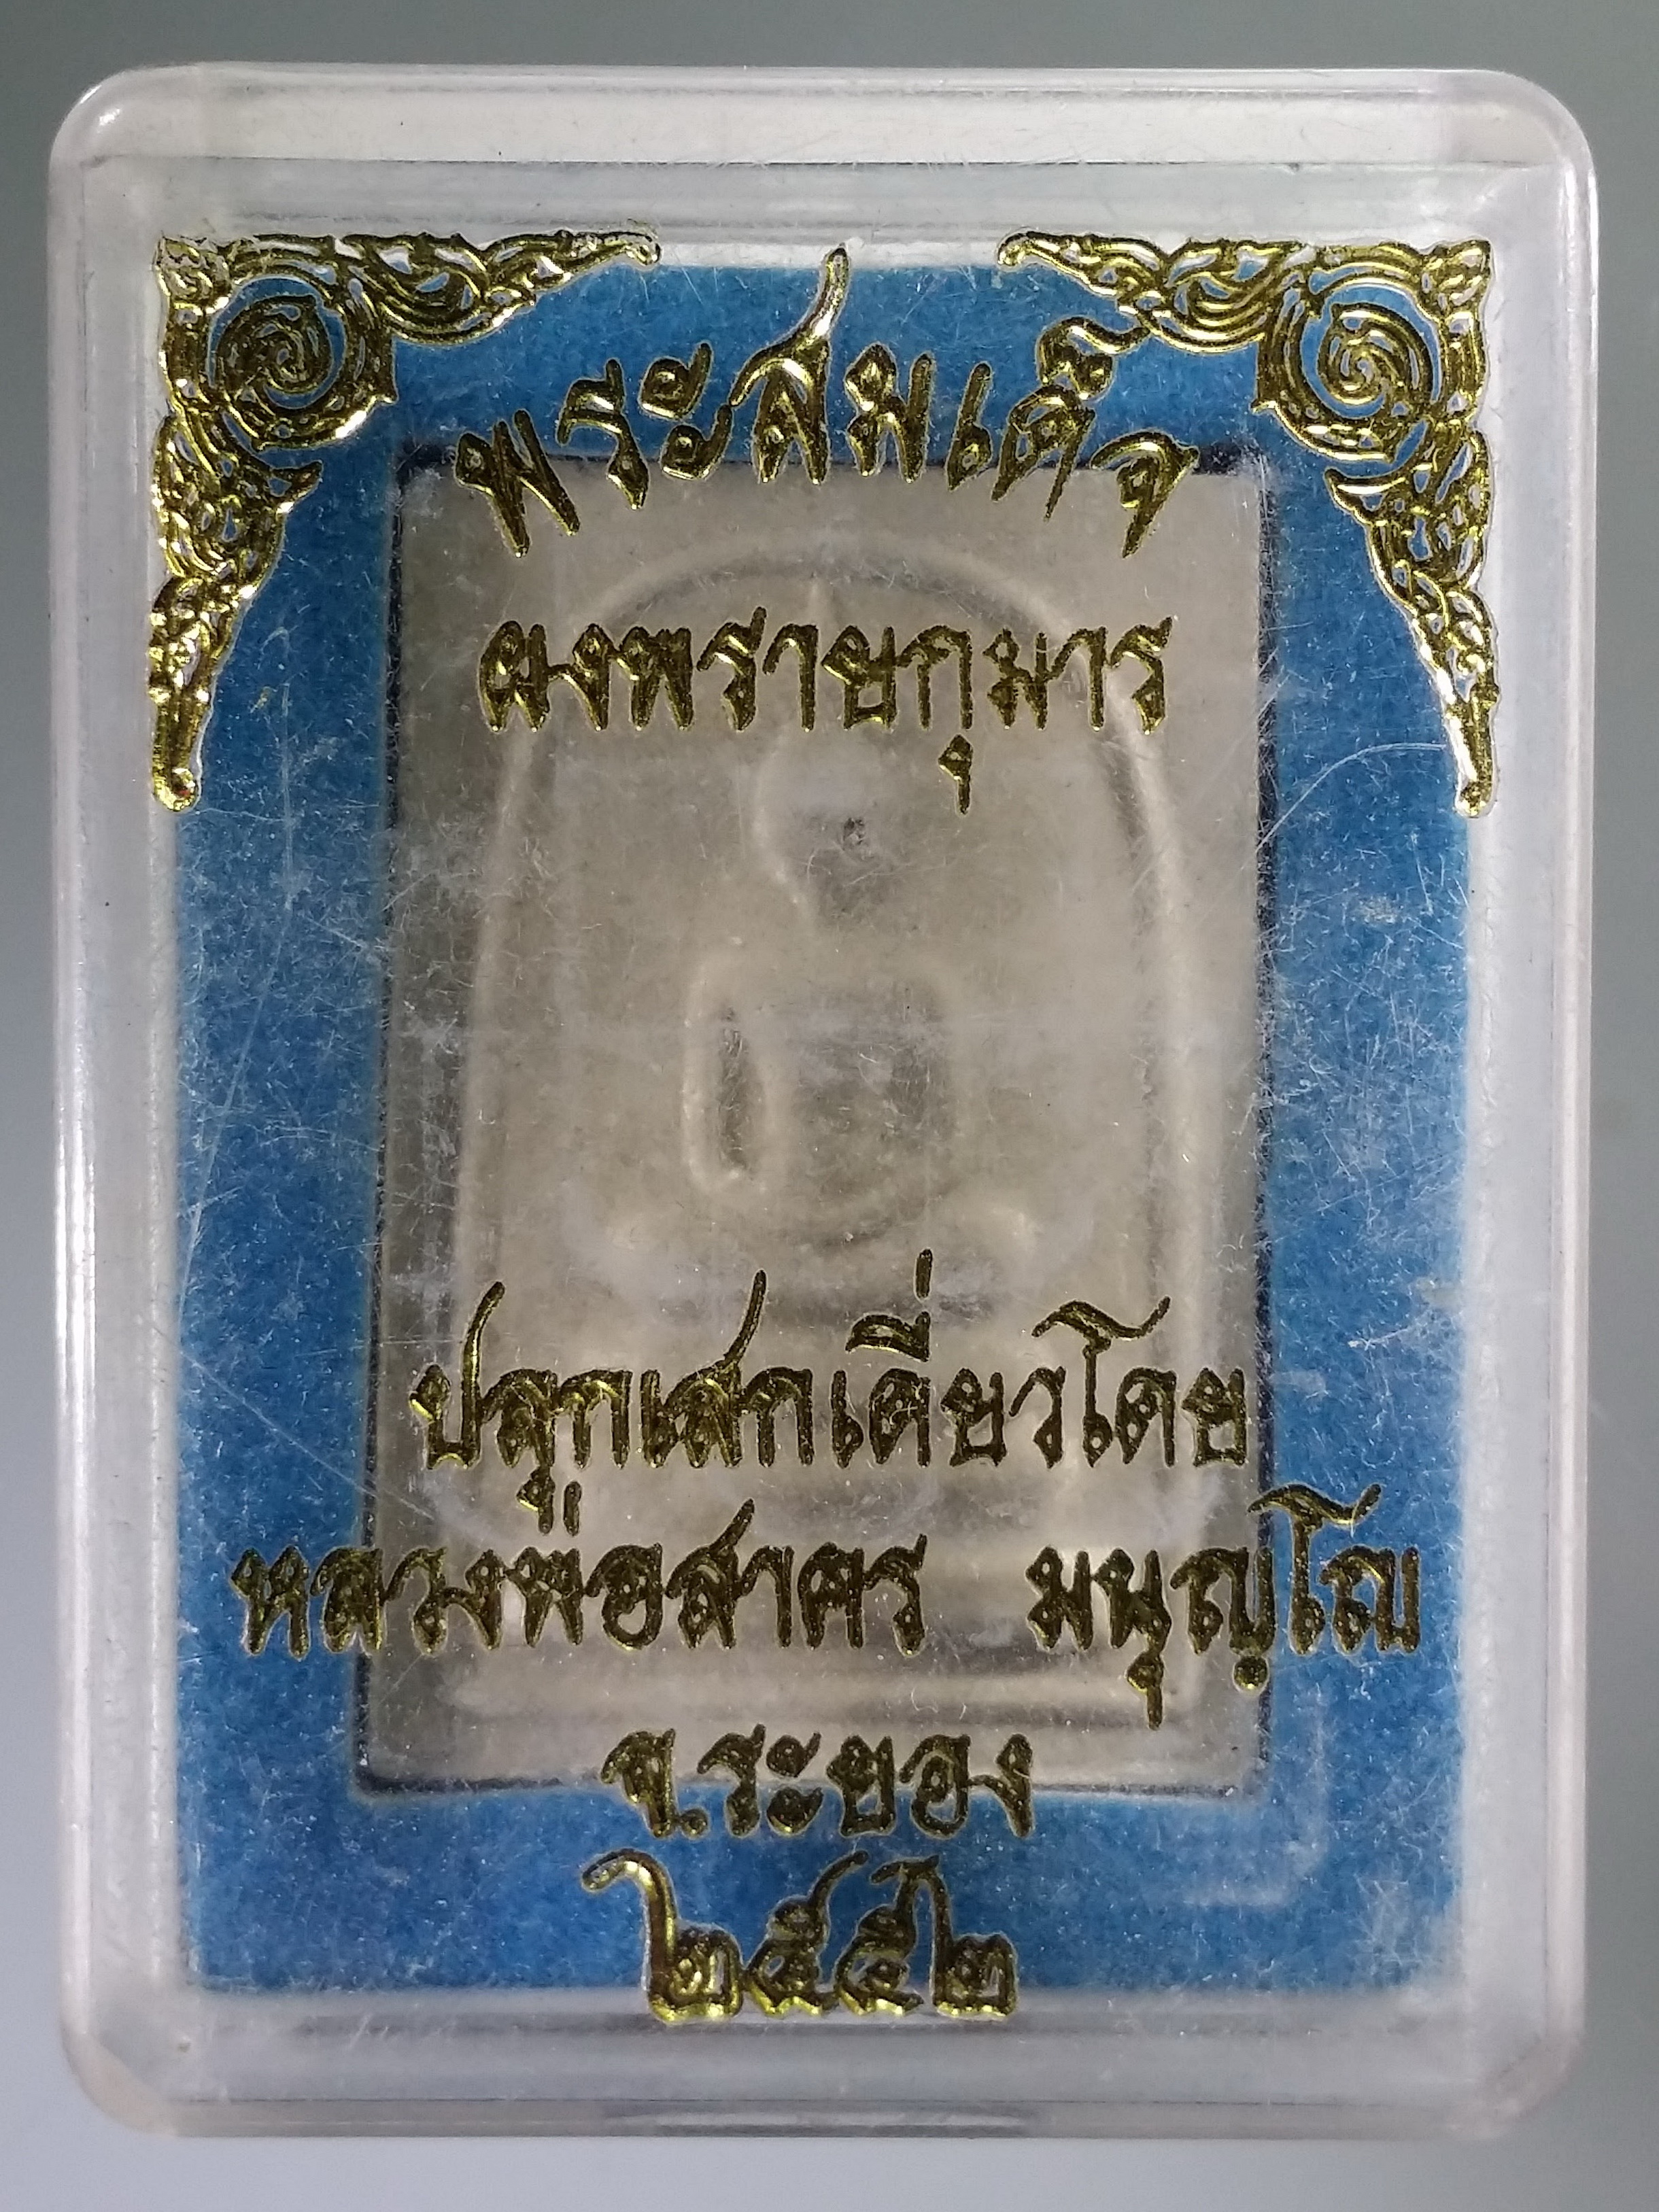 พระสมเด็จ
ผงพรายกุมาร
ปลุกเสกเดี่ยวโดย
หลวงพ่อสาคร มนุญฺโญ
จ.ระยอง
๒๕๕๒